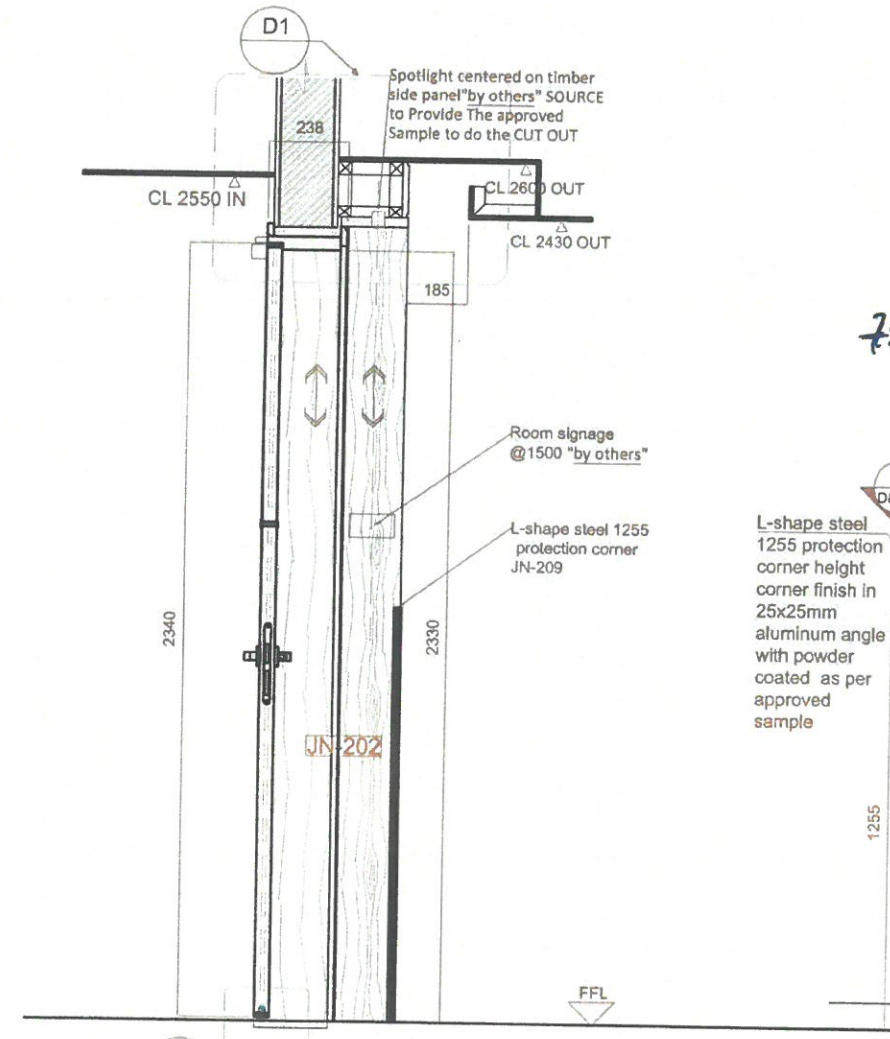 D1
Spotlight centered on timber
side panel"by others" SOURCE
to Provide The approved
Sample to do the CUT OUT
238
CL 2550 IN
CL 2600 OUT
CL 2430 OUT
185
Room signage
@1500 "by others"
L-shape steel 1255
protection corner
JN-209
L-shape steel
1255 protection
corner height
corner finish in
25x25mm
aluminum angle
with powder
coated as per
approved
sample
2340
2330
JN-202
1255
FFL